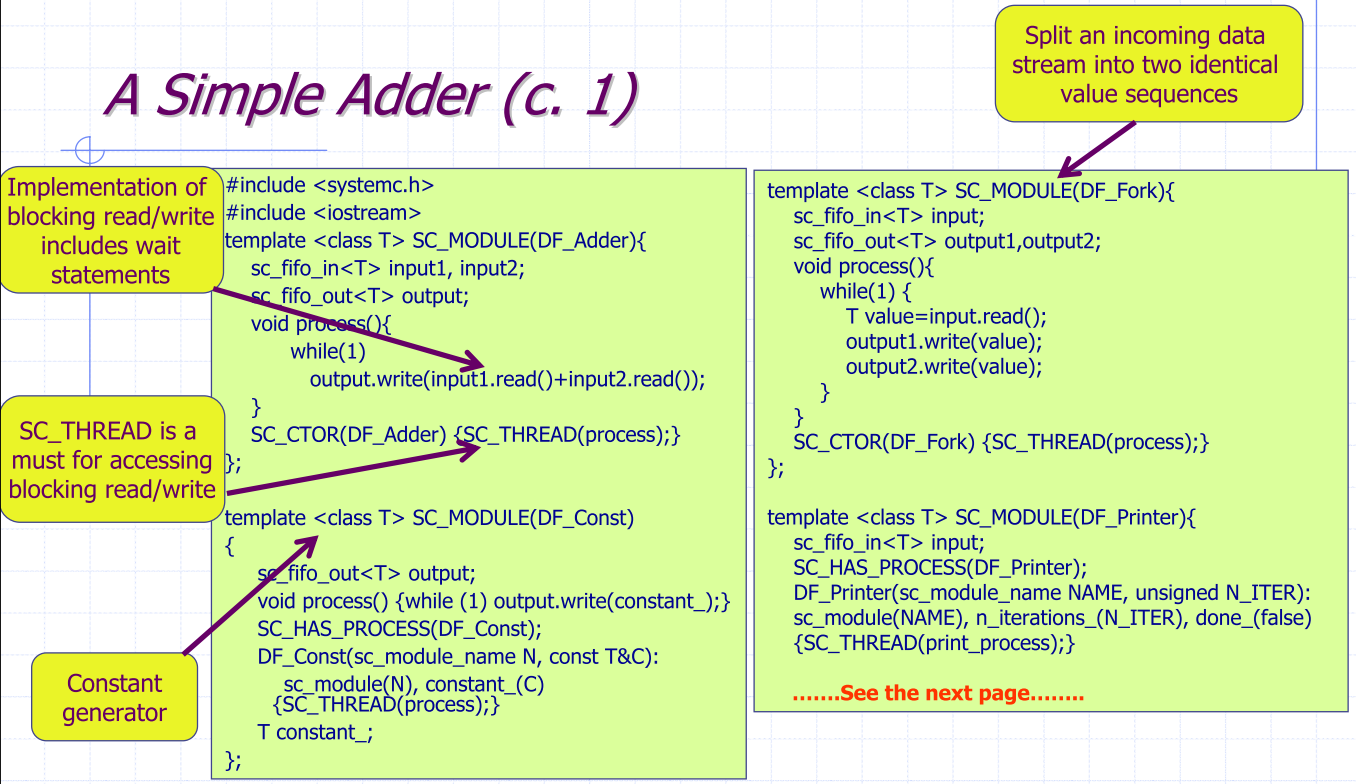 A Simple Adder (c. 1)
Split an incoming data
stream into two identical
value sequences
Implementation of
blocking read/write
includes wait
statements
SC_THREAD is a
must for accessing
blocking read/write
Constant
generator
#include <systemc.h>
#include <iostream>
template <class T> SC_MODULE(DF_Adder){
sc_fifo_in<T> input1, input2;
sc_fifo_out<T> output;
void process(){
while(1)
output.write(input1.read()+input2.read());
}
SC_CTOR(DF_Adder) {SC_THREAD(process);}
};
template <class T> SC_MODULE(DF_Const)
{
sc_fifo_out<T> output;
void process() {while (1) output.write(constant_);}
SC_HAS_PROCESS(DF_Const);
DF_Const(sc_module_name N, const T&C):
sc_module(N), constant_(C)
{SC_THREAD(process);}
T constant_;
};
template <class T> SC_MODULE(DF_Fork){
sc_fifo_in<T> input;
sc_fifo_out<T> output1,output2;
void process(){
while(1) {
T value=input.read();
output1.write(value);
output2.write(value);
}
}
SC_CTOR(DF_Fork) {SC_THREAD(process);}
};
template <class T> SC_MODULE(DF_Printer){
sc_fifo_in<T> input;
SC_HAS_PROCESS(DF_Printer);
DF_Printer(sc_module_name NAME, unsigned N_ITER):
sc_module(NAME), n_iterations_(N_ITER), done_(false)
{SC_THREAD(print_process);}
.......See the next page........